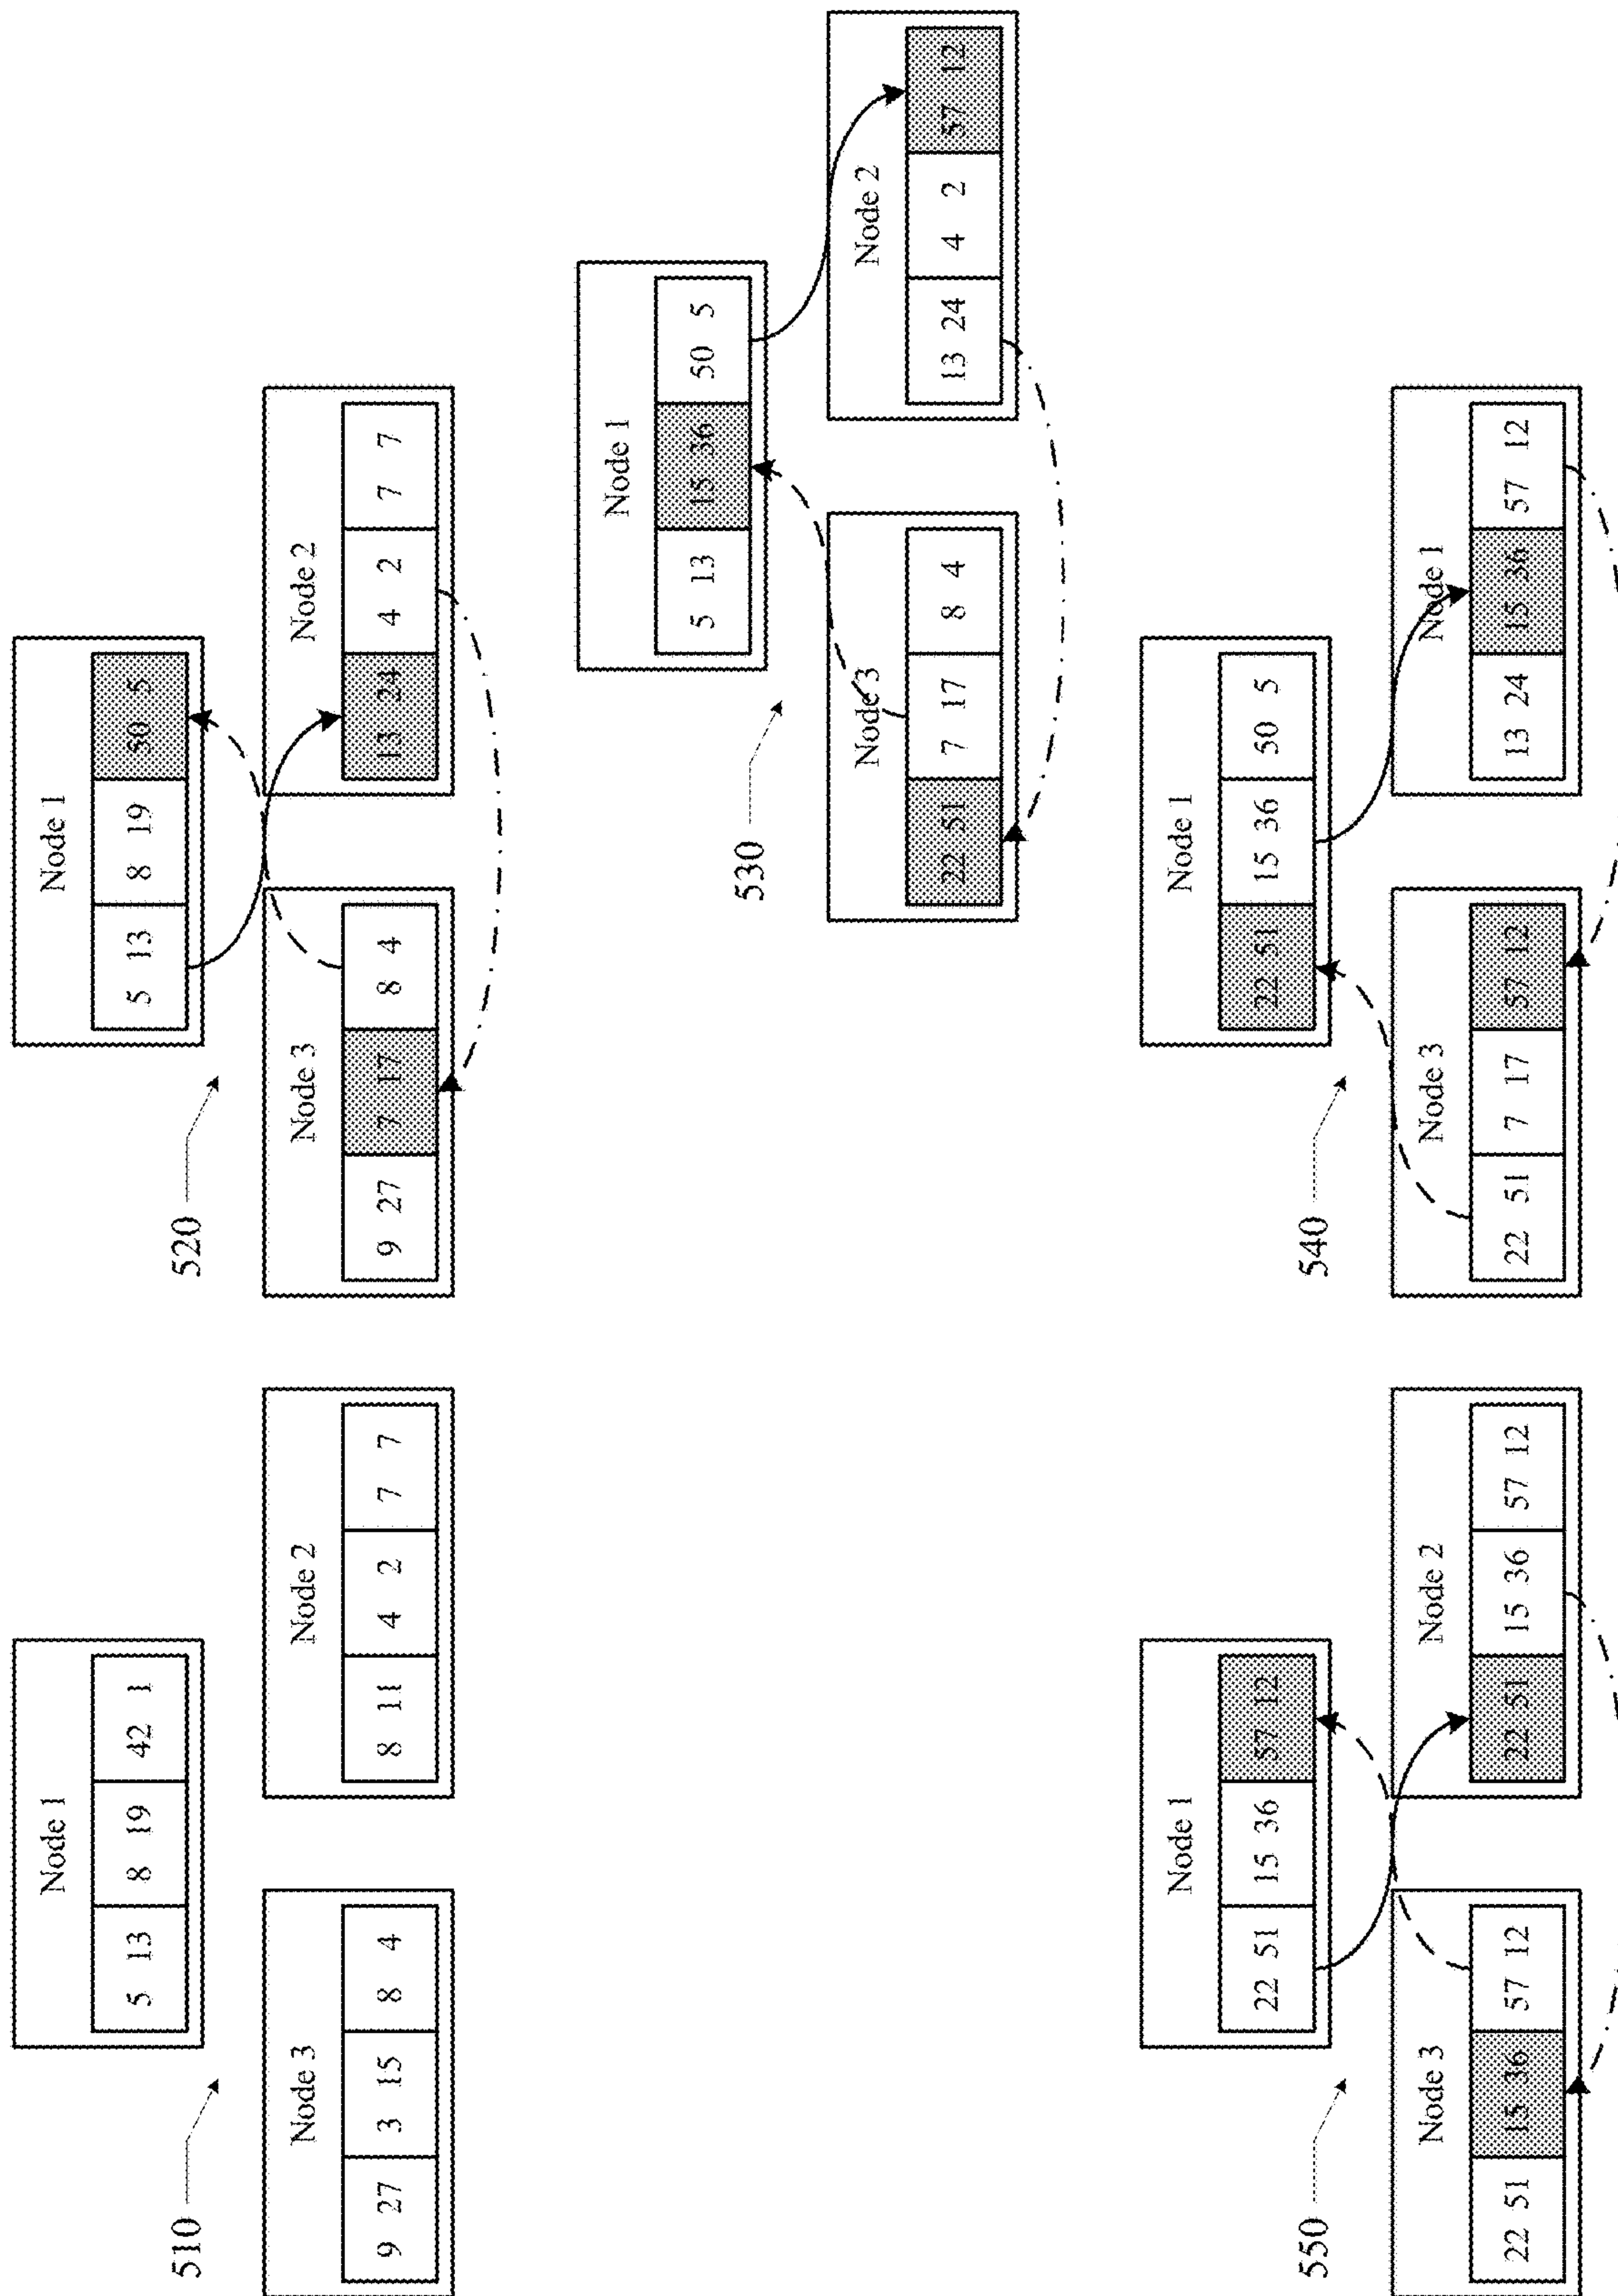 510
Node 1
5 13 8 19 42 1
Node 3
9 27 3 15 8 4
Node 2
8 11 4 2 7 7
520
Node 1
5 13 8 19 50 5
Node 3
9 27 7 17 8 4
Node 2
13 24 4 2 7 7
530
Node 1
5 13 15 36 50 5
Node 3
22 51 7 17 8 4
Node 2
13 24 4 2 57 12
550
Node 1
22 51 15 36 57 12
Node 3
22 51 15 36 57 12
Node 2
22 51 15 36 57 12
540
Node 1
22 51 15 36 50 5
Node 3
22 51 7 17 57 12
Node 1
13 24 15 36 57 12